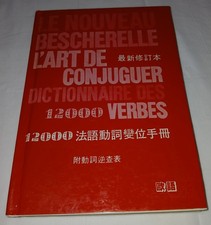 LE NOUVEAU
BESCHERELLE
L'ART DE 最新修訂本
CONJUGUER
DICTIONNAIRE DES
12000 VERBES
12000 法語動詞變位手冊
附動詞逆查表